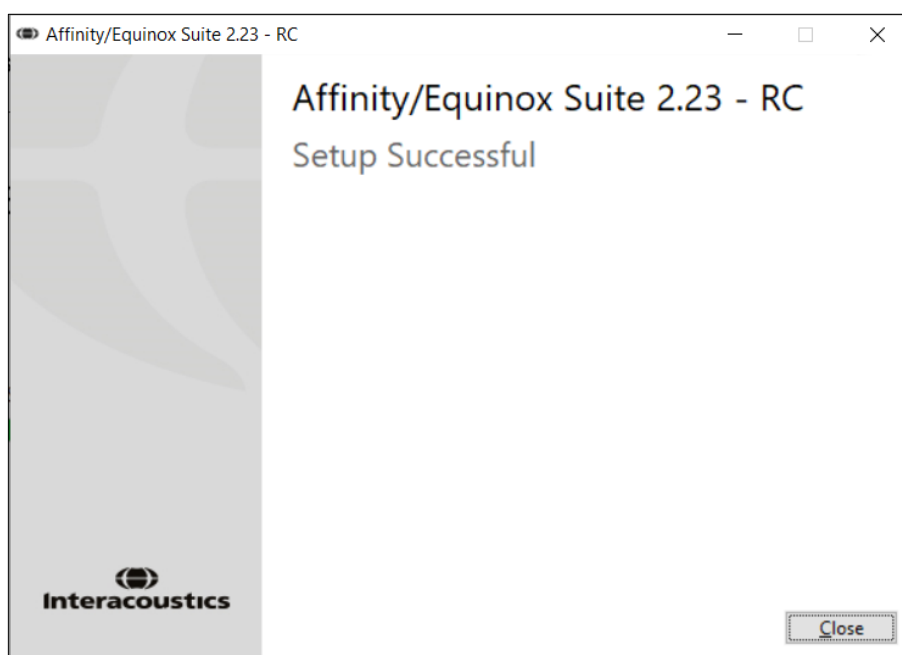 Affinity/Equinox Suite 2.23 - RC
Affinity/Equinox Suite 2.23 - RC
Setup Successful
Interacoustics
Close